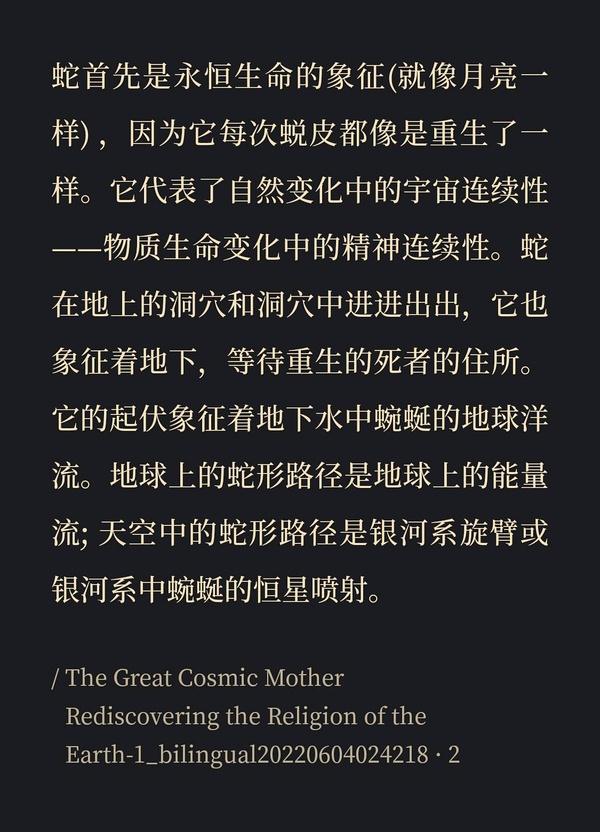 蛇首先是永恒生命的象征(就像月亮一
样) ，因为它每次蜕皮都像是重生了一
样。它代表了自然变化中的宇宙连续性
——物质生命变化中的精神连续性。蛇
在地上的洞穴和洞穴中进进出出，它也
象征着地下，等待重生的死者的住所。
它的起伏象征着地下水中蜿蜒的地球洋
流。地球上的蛇形路径是地球上的能量
流; 天空中的蛇形路径是银河系旋臂或
银河系中蜿蜒的恒星喷射。
/ The Great Cosmic Mother
Rediscovering the Religion of the
Earth-1_bilingual20220604024218 · 2